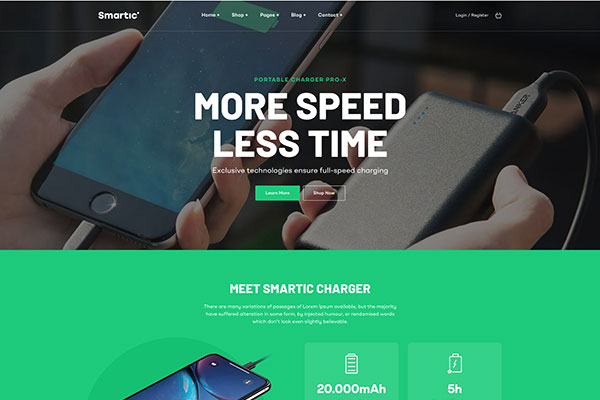 Smartic
Home + Shop + Pages + Blog + Contact +
Login / Register
PORTABLE CHARGER PRO-X
MORE SPEED
LESS TIME
Exclusive technologies ensure full-speed charging
Learn More
Shop Now
ANKER
MEET SMARTIC CHARGER
There are many variations of passages of Lorem Ipsum available, but the majority
have suffered alteration in some form, by injected humour, or randomised words
which don't look even slightly believable.
20.000mAh
5h